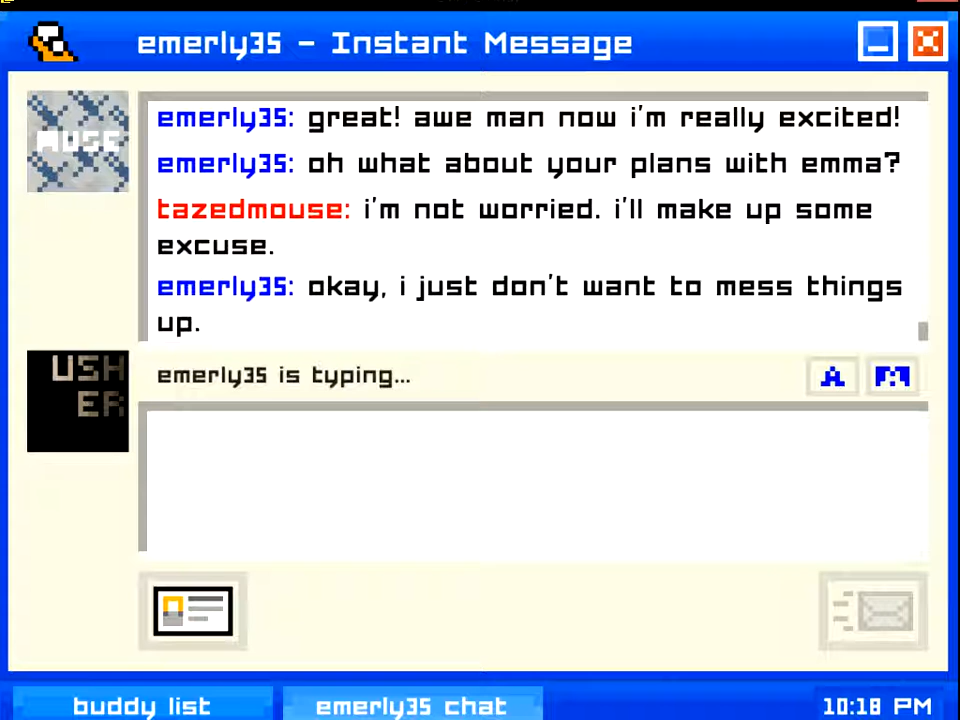 emerly35 - Instant Message
MUSE
emerly35: great! awe man now i'm really excited!
emerly35: oh what about your plans with emma?
tazedmouse: i'm not worried. i'll make up some
excuse.
emerly35: okay, i just don't want to mess things
up.
USH
ER
emerly35 is typing...
A
buddy list
emerly35 chat
10:18 PM